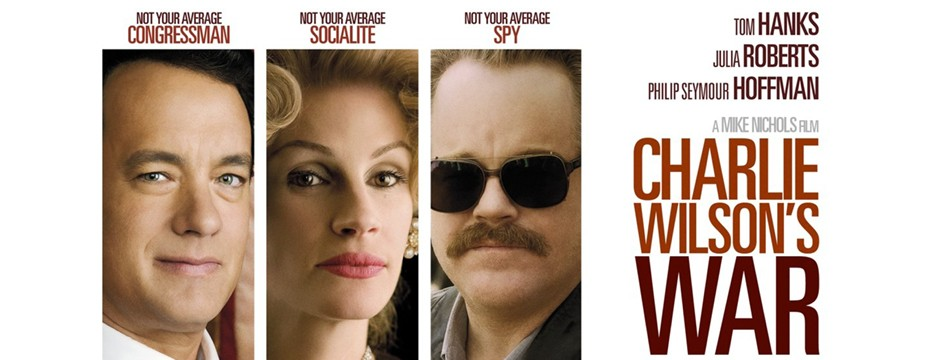 NOT YOUR AVERAGE
CONGRESSMAN
NOT YOUR AVERAGE
SOCIALITE
NOT YOUR AVERAGE
SPY
TOM HANKS
JULIA ROBERTS
PHILIP SEYMOUR HOFFMAN
A MIKE NICHOLS FILM
CHARLIE
WILSON'S
WAR